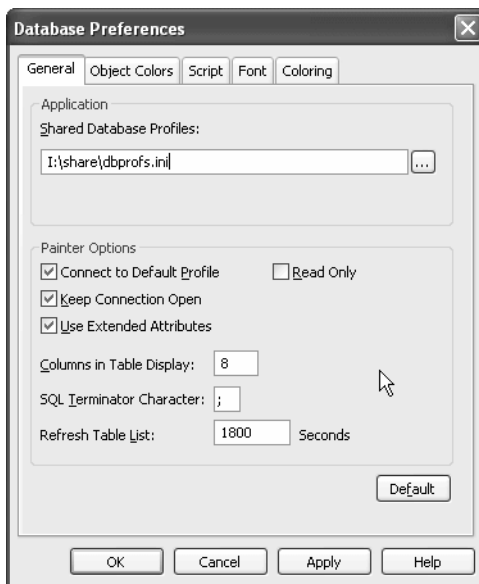 Database Preferences
General Object Colors Script Font Coloring
Application
Shared Database Profiles:
I:\share\dbprofs.ini
...
Painter Options
Connect to Default Profile
Read Only
Keep Connection Open
Use Extended Attributes
Columns in Table Display: 8
SQL Terminator Character: ;
Refresh Table List: 1800 Seconds
Default
OK Cancel Apply Help